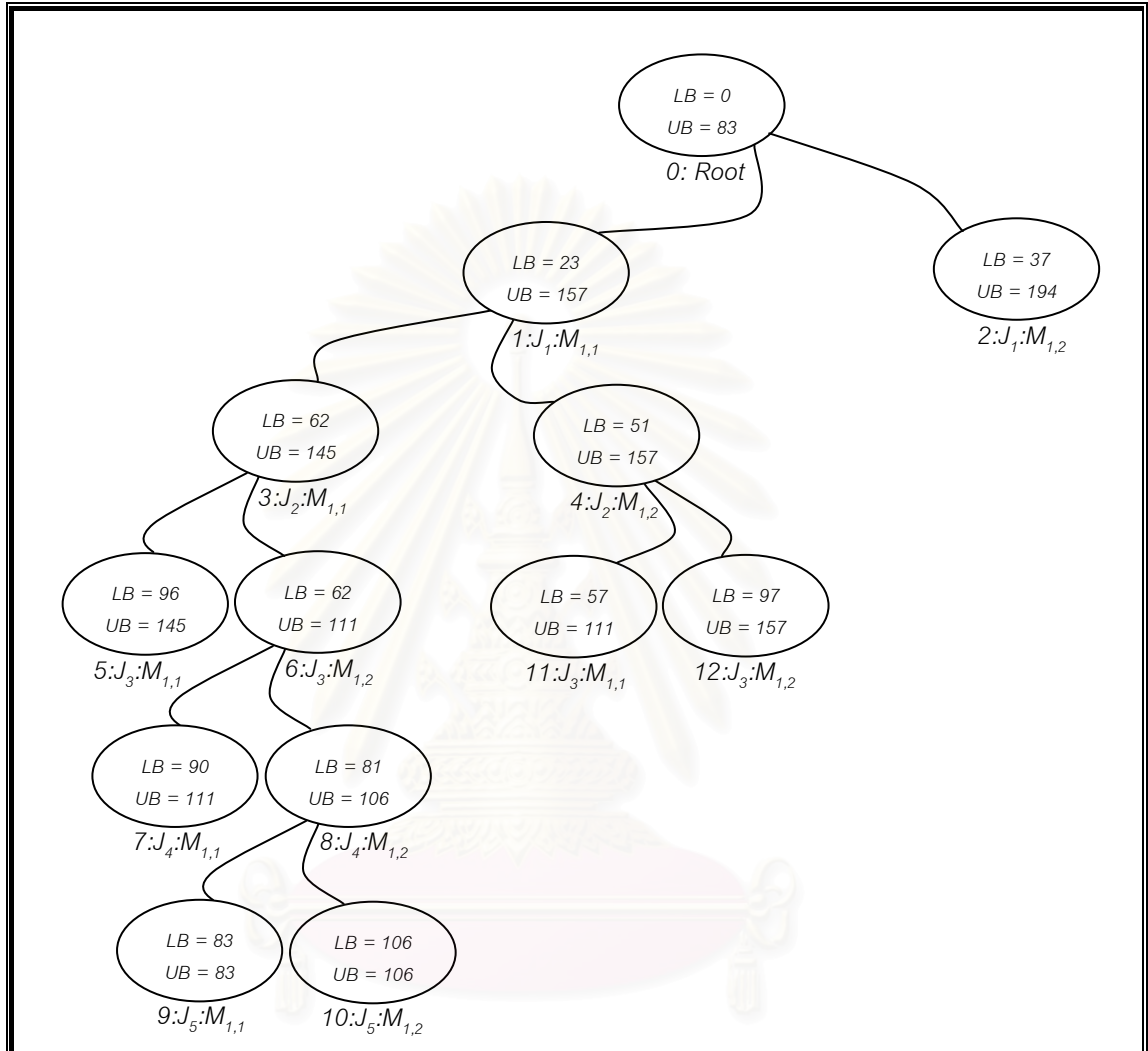 LB = 0
UB = 83
0: Root
LB = 23
UB = 157
1:J1:M1,1
LB = 37
UB = 194
2:J1:M1,2
LB = 62
UB = 145
3:J2:M1,1
LB = 51
UB = 157
4:J2:M1,2
LB = 96
UB = 145
5:J3:M1,1
LB = 62
UB = 111
6:J3:M1,2
LB = 57
UB = 111
11:J3:M1,1
LB = 97
UB = 157
12:J3:M1,2
LB = 90
UB = 111
7:J4:M1,1
LB = 81
UB = 106
8:J4:M1,2
LB = 83
UB = 83
9:J5:M1,1
LB = 106
UB = 106
10:J5:M1,2